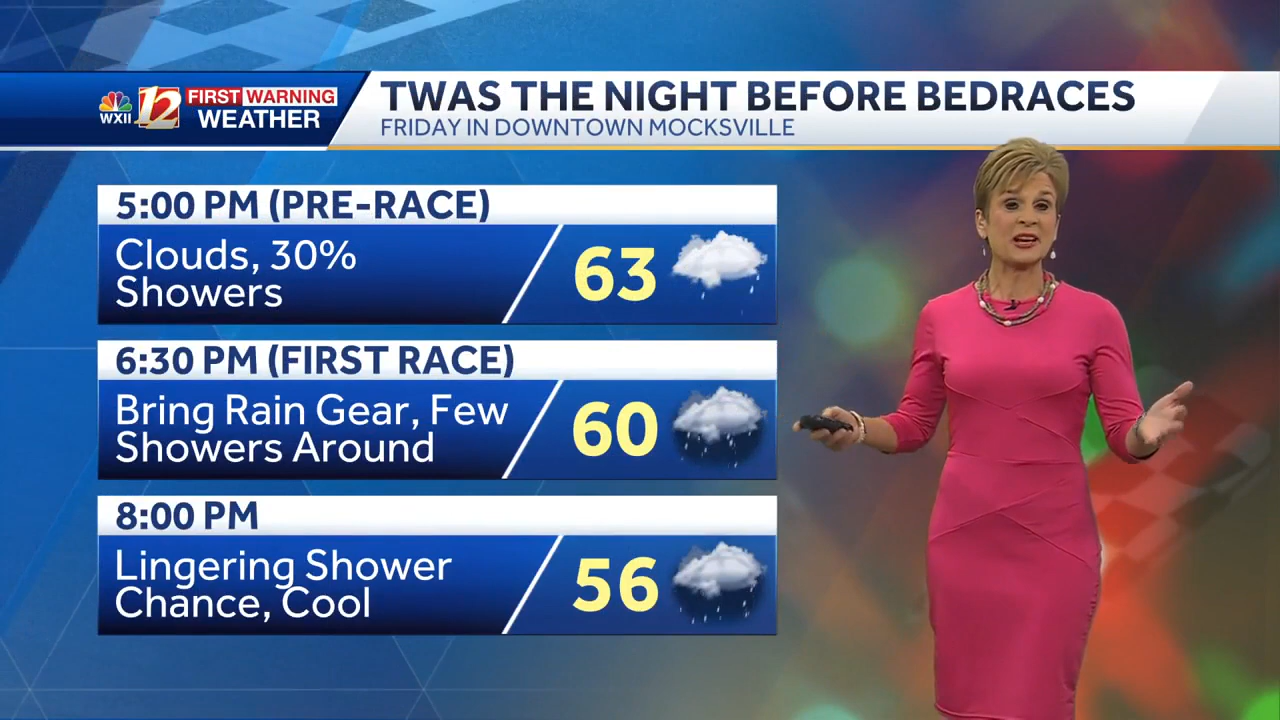 WXII 12 FIRST WARNING
WEATHER
TWAS THE NIGHT BEFORE BEDRACES
FRIDAY IN DOWNTOWN MOCKSVILLE
5:00 PM (PRE-RACE)
Clouds, 30%
Showers
63
6:30 PM (FIRST RACE)
Bring Rain Gear, Few
Showers Around
60
8:00 PM
Lingering Shower
Chance, Cool
56